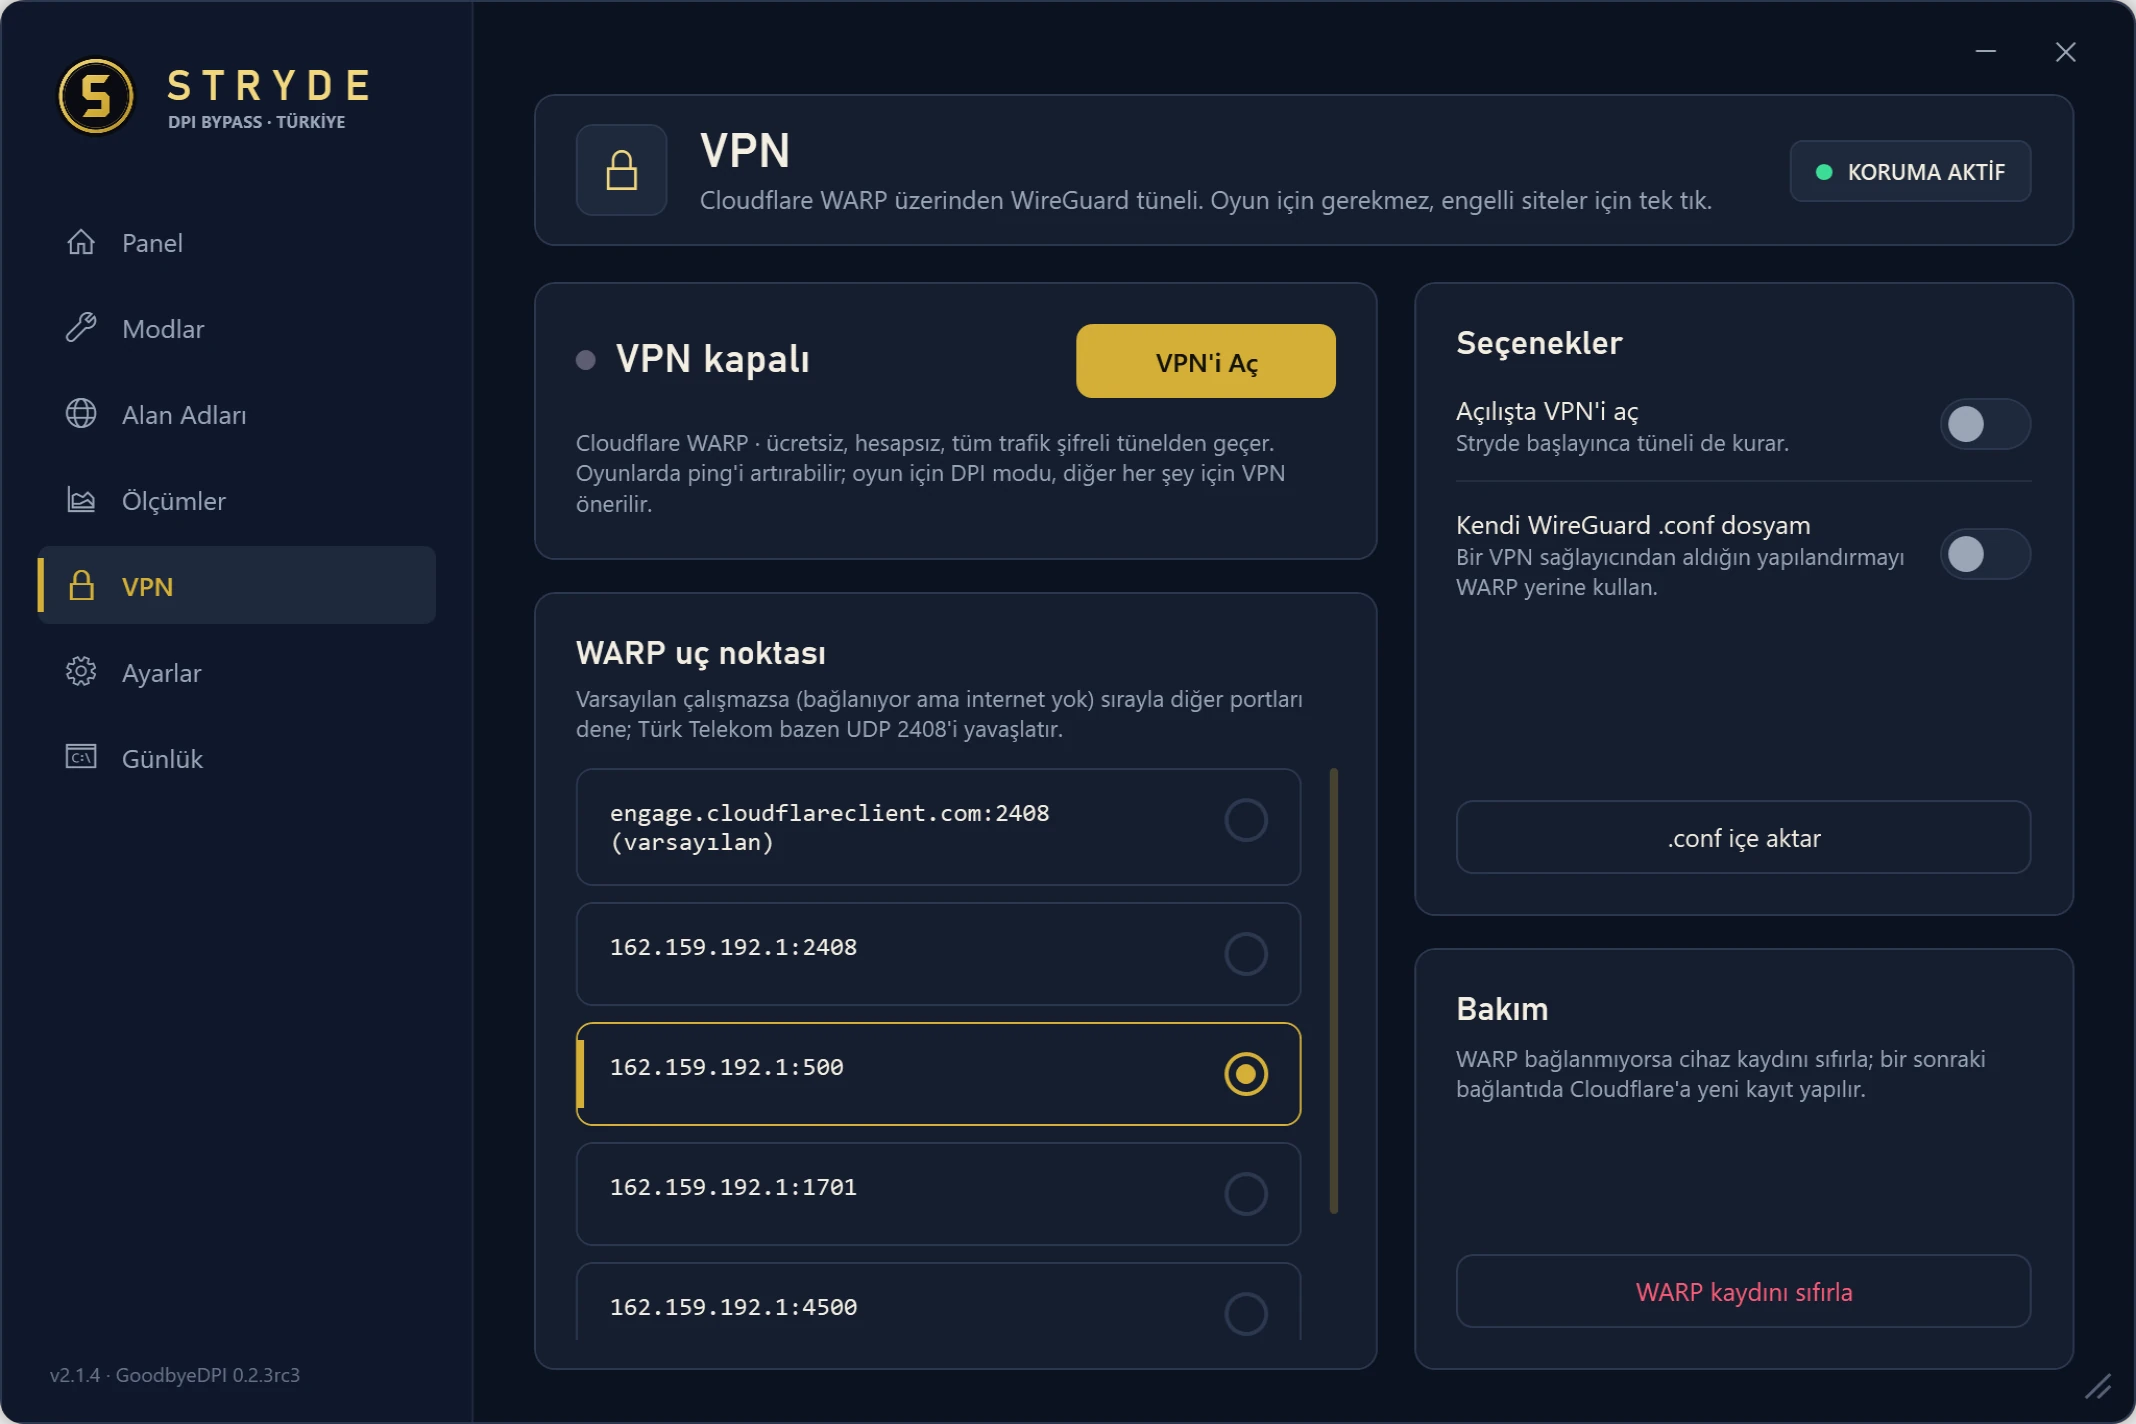 STRYDE
DPI BYPASS · TÜRKİYE
Panel
Modlar
Alan Adları
Ölçümler
VPN
Ayarlar
C:\
Günlük
v2.1.4 · GoodbyeDPI 0.2.3rc3
VPN
Cloudflare WARP üzerinden WireGuard tüneli. Oyun için gerekmez, engelli siteler için tek tık.
KORUMA AKTİF
VPN kapalı
VPN'i Aç
Cloudflare WARP · ücretsiz, hesapsız, tüm trafik şifreli tünelden geçer.
Oyunlarda ping'i artırabilir; oyun için DPI modu, diğer her şey için VPN
önerilir.
WARP uç noktası
Varsayılan çalışmazsa (bağlanıyor ama internet yok) sırayla diğer portları
dene; Türk Telekom bazen UDP 2408'i yavaşlatır.
engage.cloudflareclient.com:2408
(varsayılan)
162.159.192.1:2408
162.159.192.1:500
162.159.192.1:1701
162.159.192.1:4500
Seçenekler
Açılışta VPN'i aç
Stryde başlayınca tüneli de kurar.
Kendi WireGuard .conf dosyam
Bir VPN sağlayıcından aldığın yapılandırmayı
WARP yerine kullan.
.conf içe aktar
Bakım
WARP bağlanmıyorsa cihaz kaydını sıfırla; bir sonraki
bağlantıda Cloudflare'a yeni kayıt yapılır.
WARP kaydını sıfırla